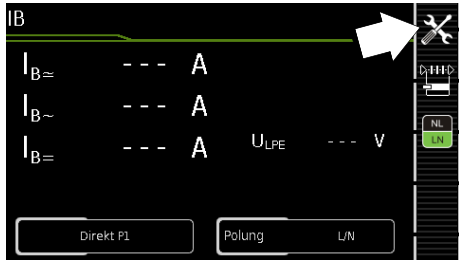 IB
IB≃ --- A
IB~ --- A
IB= --- A
ULPE --- V
Direkt P1
Polung L/N
NL
LN